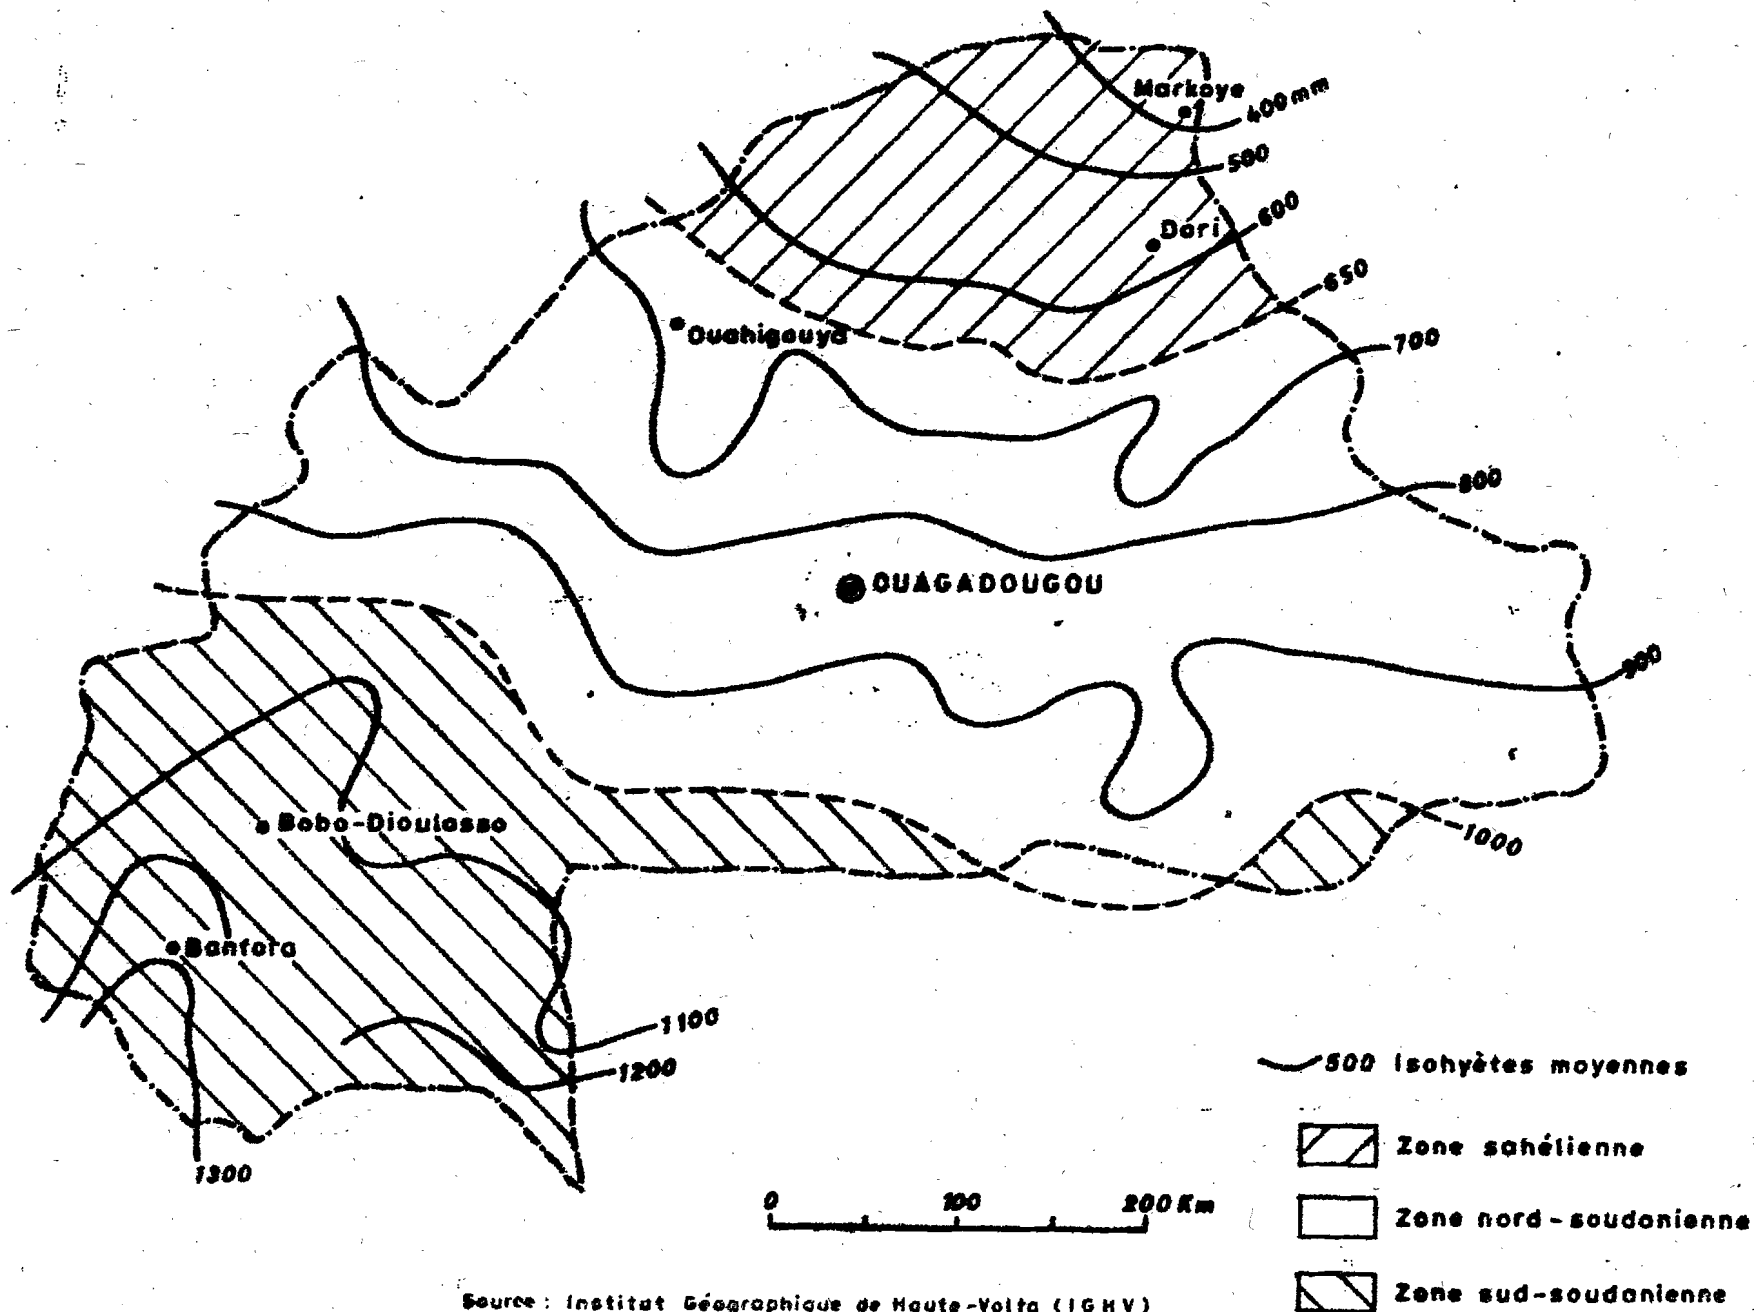 Markoye
400mm
500
600
Dori
650
Ouahigouya
700
800
OUAGADOUGOU
900
Bobo-Dioulasso
1000
Banfora
1100
1200
1300
500 Isohyètes moyennes
Zone sahélienne
0 100 200 Km
Zone nord-soudanienne
Zone sud-soudanienne
Source: Institut Géographique de Haute-Volta (IGHV)